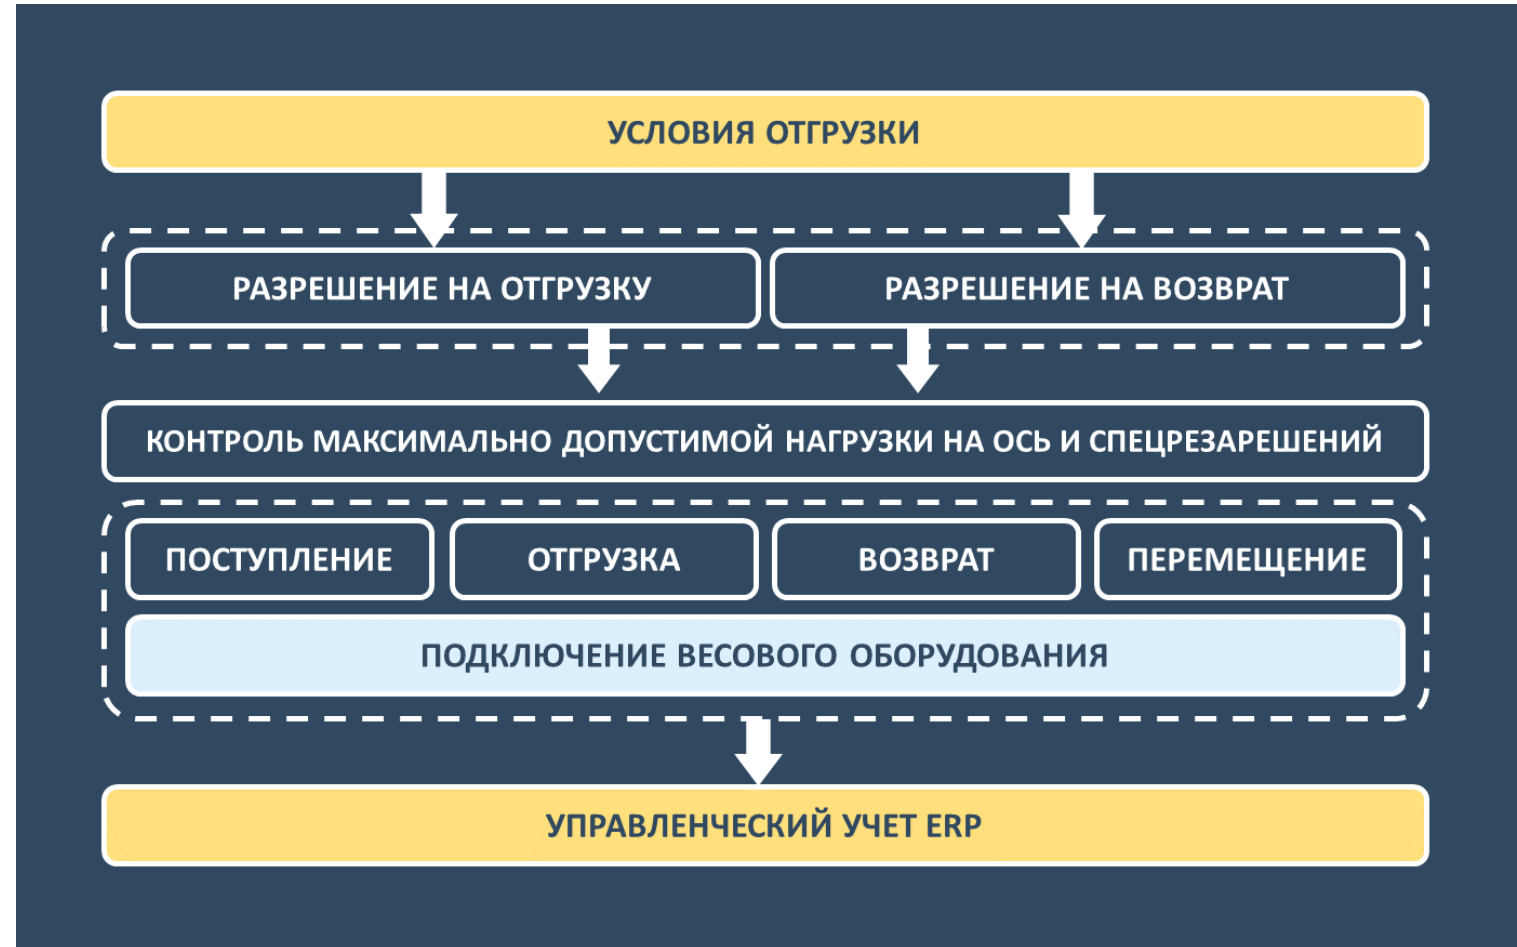 УСЛОВИЯ ОТГРУЗКИ
РАЗРЕШЕНИЕ НА ОТГРУЗКУ
РАЗРЕШЕНИЕ НА ВОЗВРАТ
КОНТРОЛЬ МАКСИМАЛЬНО ДОПУСТИМОЙ НАГРУЗКИ НА ОСЬ И СПЕЦРЕЗАРЕШЕНИЙ
ПОСТУПЛЕНИЕ
ОТГРУЗКА
ВОЗВРАТ
ПЕРЕМЕЩЕНИЕ
ПОДКЛЮЧЕНИЕ ВЕСОВОГО ОБОРУДОВАНИЯ
УПРАВЛЕНЧЕСКИЙ УЧЕТ ERP